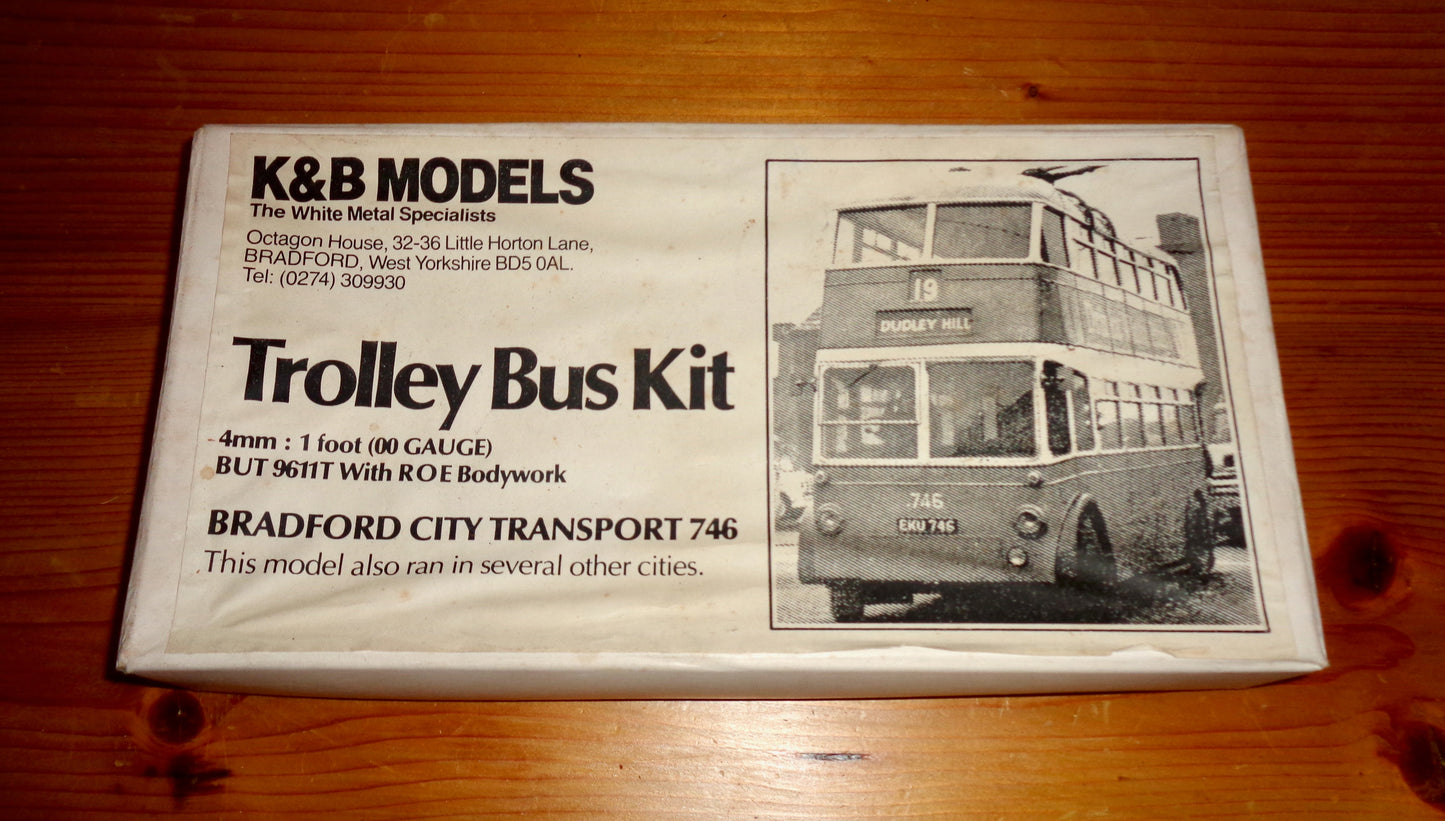 K&B MODELS
The White Metal Specialists
Octagon House, 32-36 Little Horton Lane,
BRADFORD, West Yorkshire BD5 0AL.
Tel: (0274) 309930
Trolley Bus Kit
4mm : 1 foot (00 GAUGE)
BUT 9611T With ROE Bodywork
BRADFORD CITY TRANSPORT 746
This model also ran in several other cities.
19
DUDLEY HILL
746
EKU 746